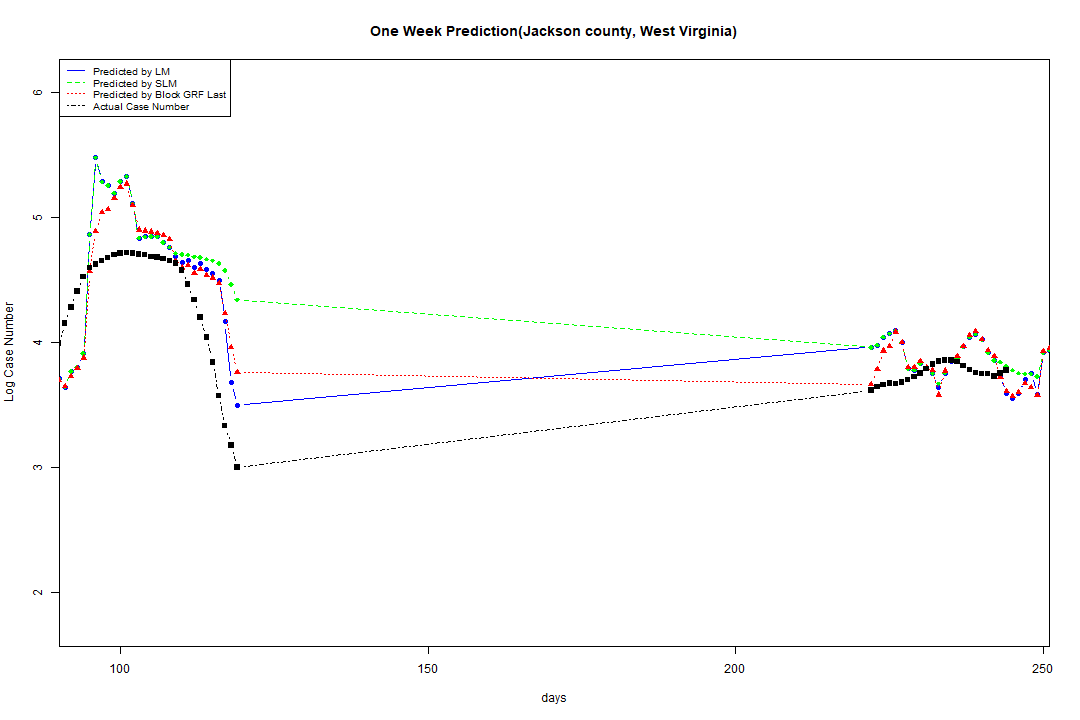 One Week Prediction(Jackson county, West Virginia)
Predicted by LM
Predicted by SLM
Predicted by Block GRF Last
Actual Case Number
6
5
4
3
2
Log Case Number
100
150
200
250
days